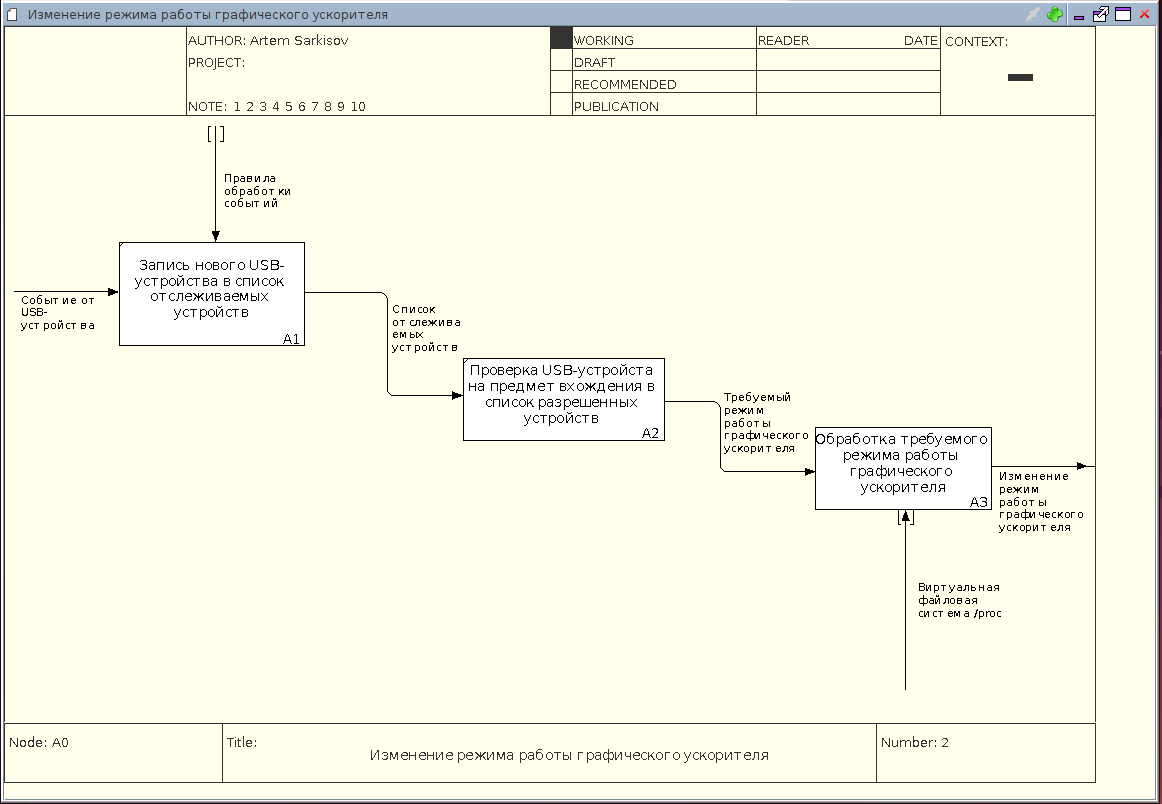 Изменение режима работы графического ускорителя
AUTHOR: Artem Sarkisov
PROJECT:
NOTE: 1 2 3 4 5 6 7 8 9 10
WORKING
DRAFT
RECOMMENDED
PUBLICATION
READER DATE
CONTEXT:
Правила
обработки
событий
Событие от
USB-
устройства
Запись нового USB-
устройства в список
отслеживаемых
устройств
A1
Список
отслежива
емых
устройств
Проверка USB-устройста
на предмет вхождения в
список разрешенных
устройств
A2
Требуемый
режим
работы
графического
ускорителя
Обработка требуемого
режима работы
графического
ускорителя
A3
Изменение
режим
работы
графического
ускорителя
Виртуальная
файловая
система /proc
Node: A0
Title:
Изменение режима работы графического ускорителя
Number: 2